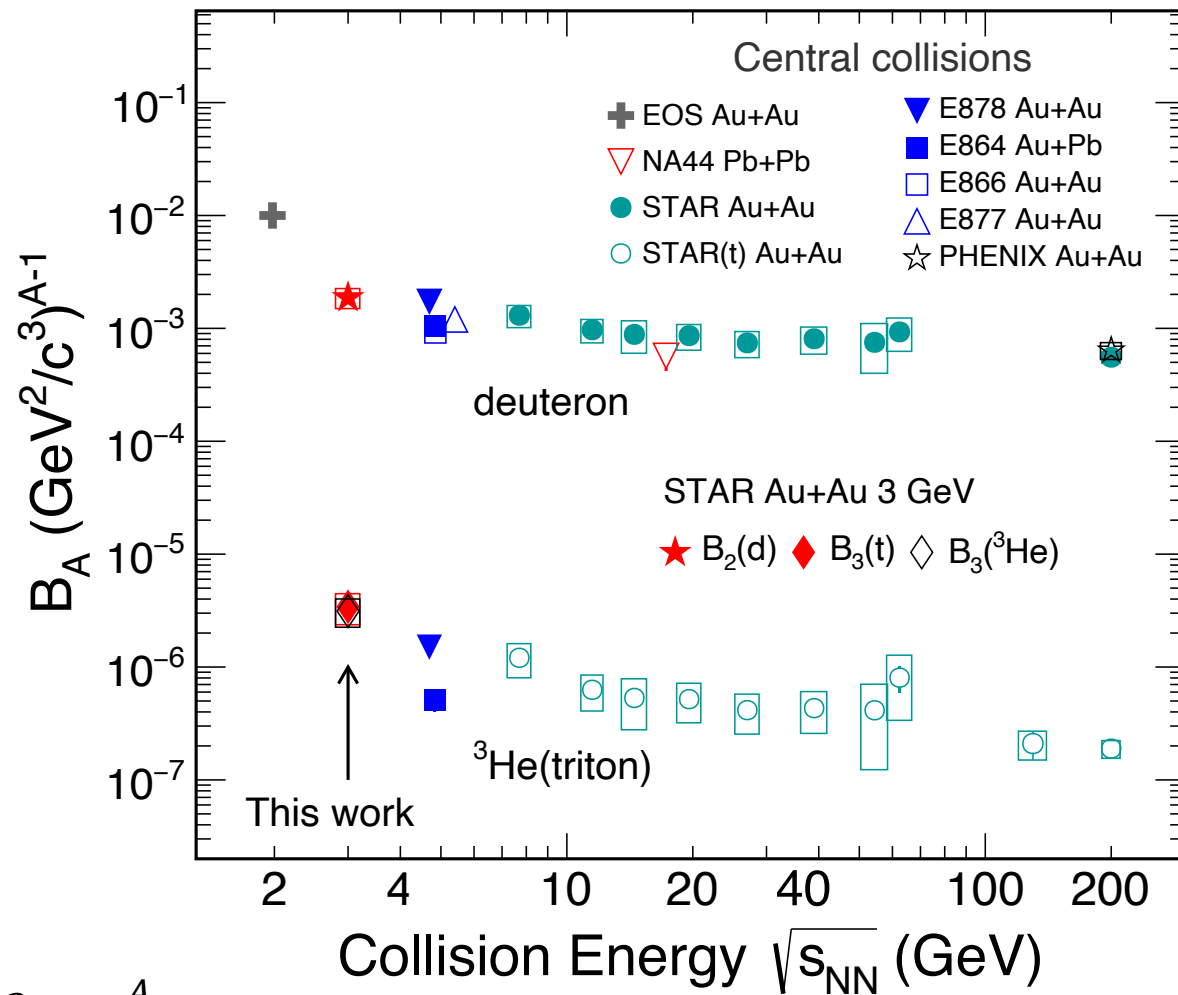 Central collisions
EOS Au+Au
NA44 Pb+Pb
STAR Au+Au
STAR(t) Au+Au
E878 Au+Au
E864 Au+Pb
E866 Au+Au
E877 Au+Au
PHENIX Au+Au
10⁻¹
10⁻²
10⁻³
10⁻⁴
10⁻⁵
10⁻⁶
10⁻⁷
B_A (GeV²/c³)^A-1
deuteron
STAR Au+Au 3 GeV
B₂(d) B₃(t) B₃(³He)
³He(triton)
This work
2 4 10 20 40 100 200
Collision Energy √s_NN (GeV)